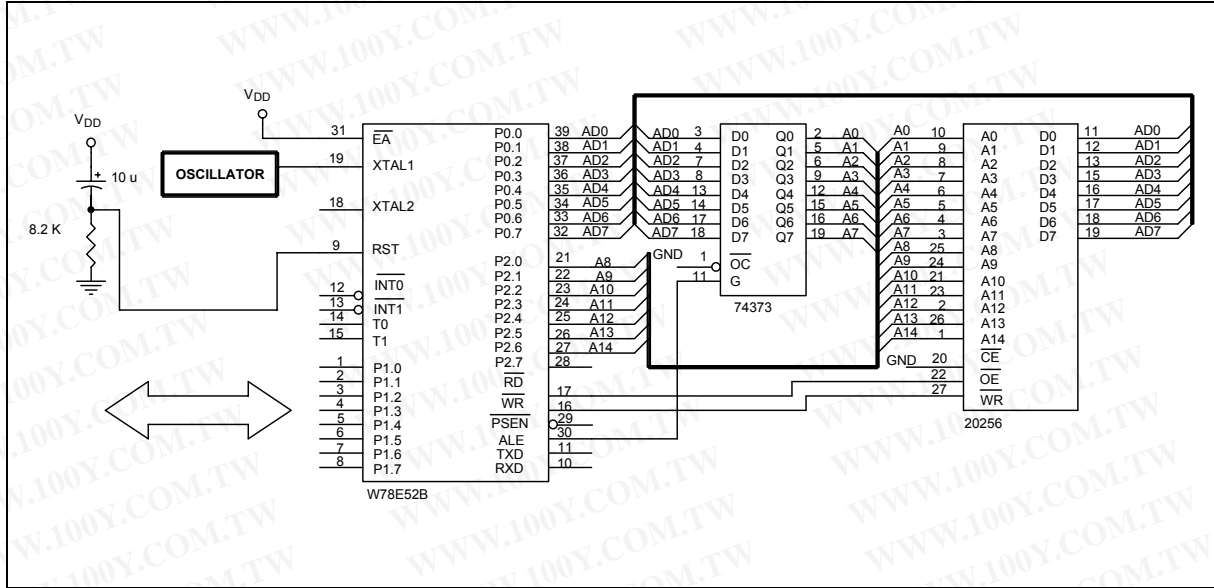 WWW.100Y.COM.TW
VDD
10 u
8.2 K
VDD
OSCILLATOR
31 EA
19 XTAL1
18 XTAL2
9 RST
12 INT0
13 INT1
14 T0
15 T1
1 P1.0
2 P1.1
3 P1.2
4 P1.3
5 P1.4
6 P1.5
7 P1.6
8 P1.7
P0.0 39 AD0
P0.1 38 AD1
P0.2 37 AD2
P0.3 36 AD3
P0.4 35 AD4
P0.5 34 AD5
P0.6 33 AD6
P0.7 32 AD7
P2.0 21 A8
P2.1 22 A9
P2.2 23 A10
P2.3 24 A11
P2.4 25 A12
P2.5 26 A13
P2.6 27 A14
P2.7 28
RD 17
WR 16
PSEN 29
ALE 30
TXD 11
RXD 10
W78E52B
AD0 3 D0 Q0 2 A0
AD1 4 D1 Q1 5 A1
AD2 7 D2 Q2 6 A2
AD3 8 D3 Q3 9 A3
AD4 13 D4 Q4 12 A4
AD5 14 D5 Q5 15 A5
AD6 17 D6 Q6 16 A6
AD7 18 D7 Q7 19 A7
GND 1 OC
11 G
74373
A0 10 A0 D0 11 AD0
A1 9 A1 D1 12 AD1
A2 8 A2 D2 13 AD2
A3 7 A3 D3 15 AD3
A4 6 A4 D4 16 AD4
A5 5 A5 D5 17 AD5
A6 4 A6 D6 18 AD6
A7 3 A7 D7 19 AD7
A8 25 A8
A9 24 A9
A10 21 A10
A11 23 A11
A12 2 A12
A13 26 A13
A14 1 A14
GND 20 CE
22 OE
27 WR
20256